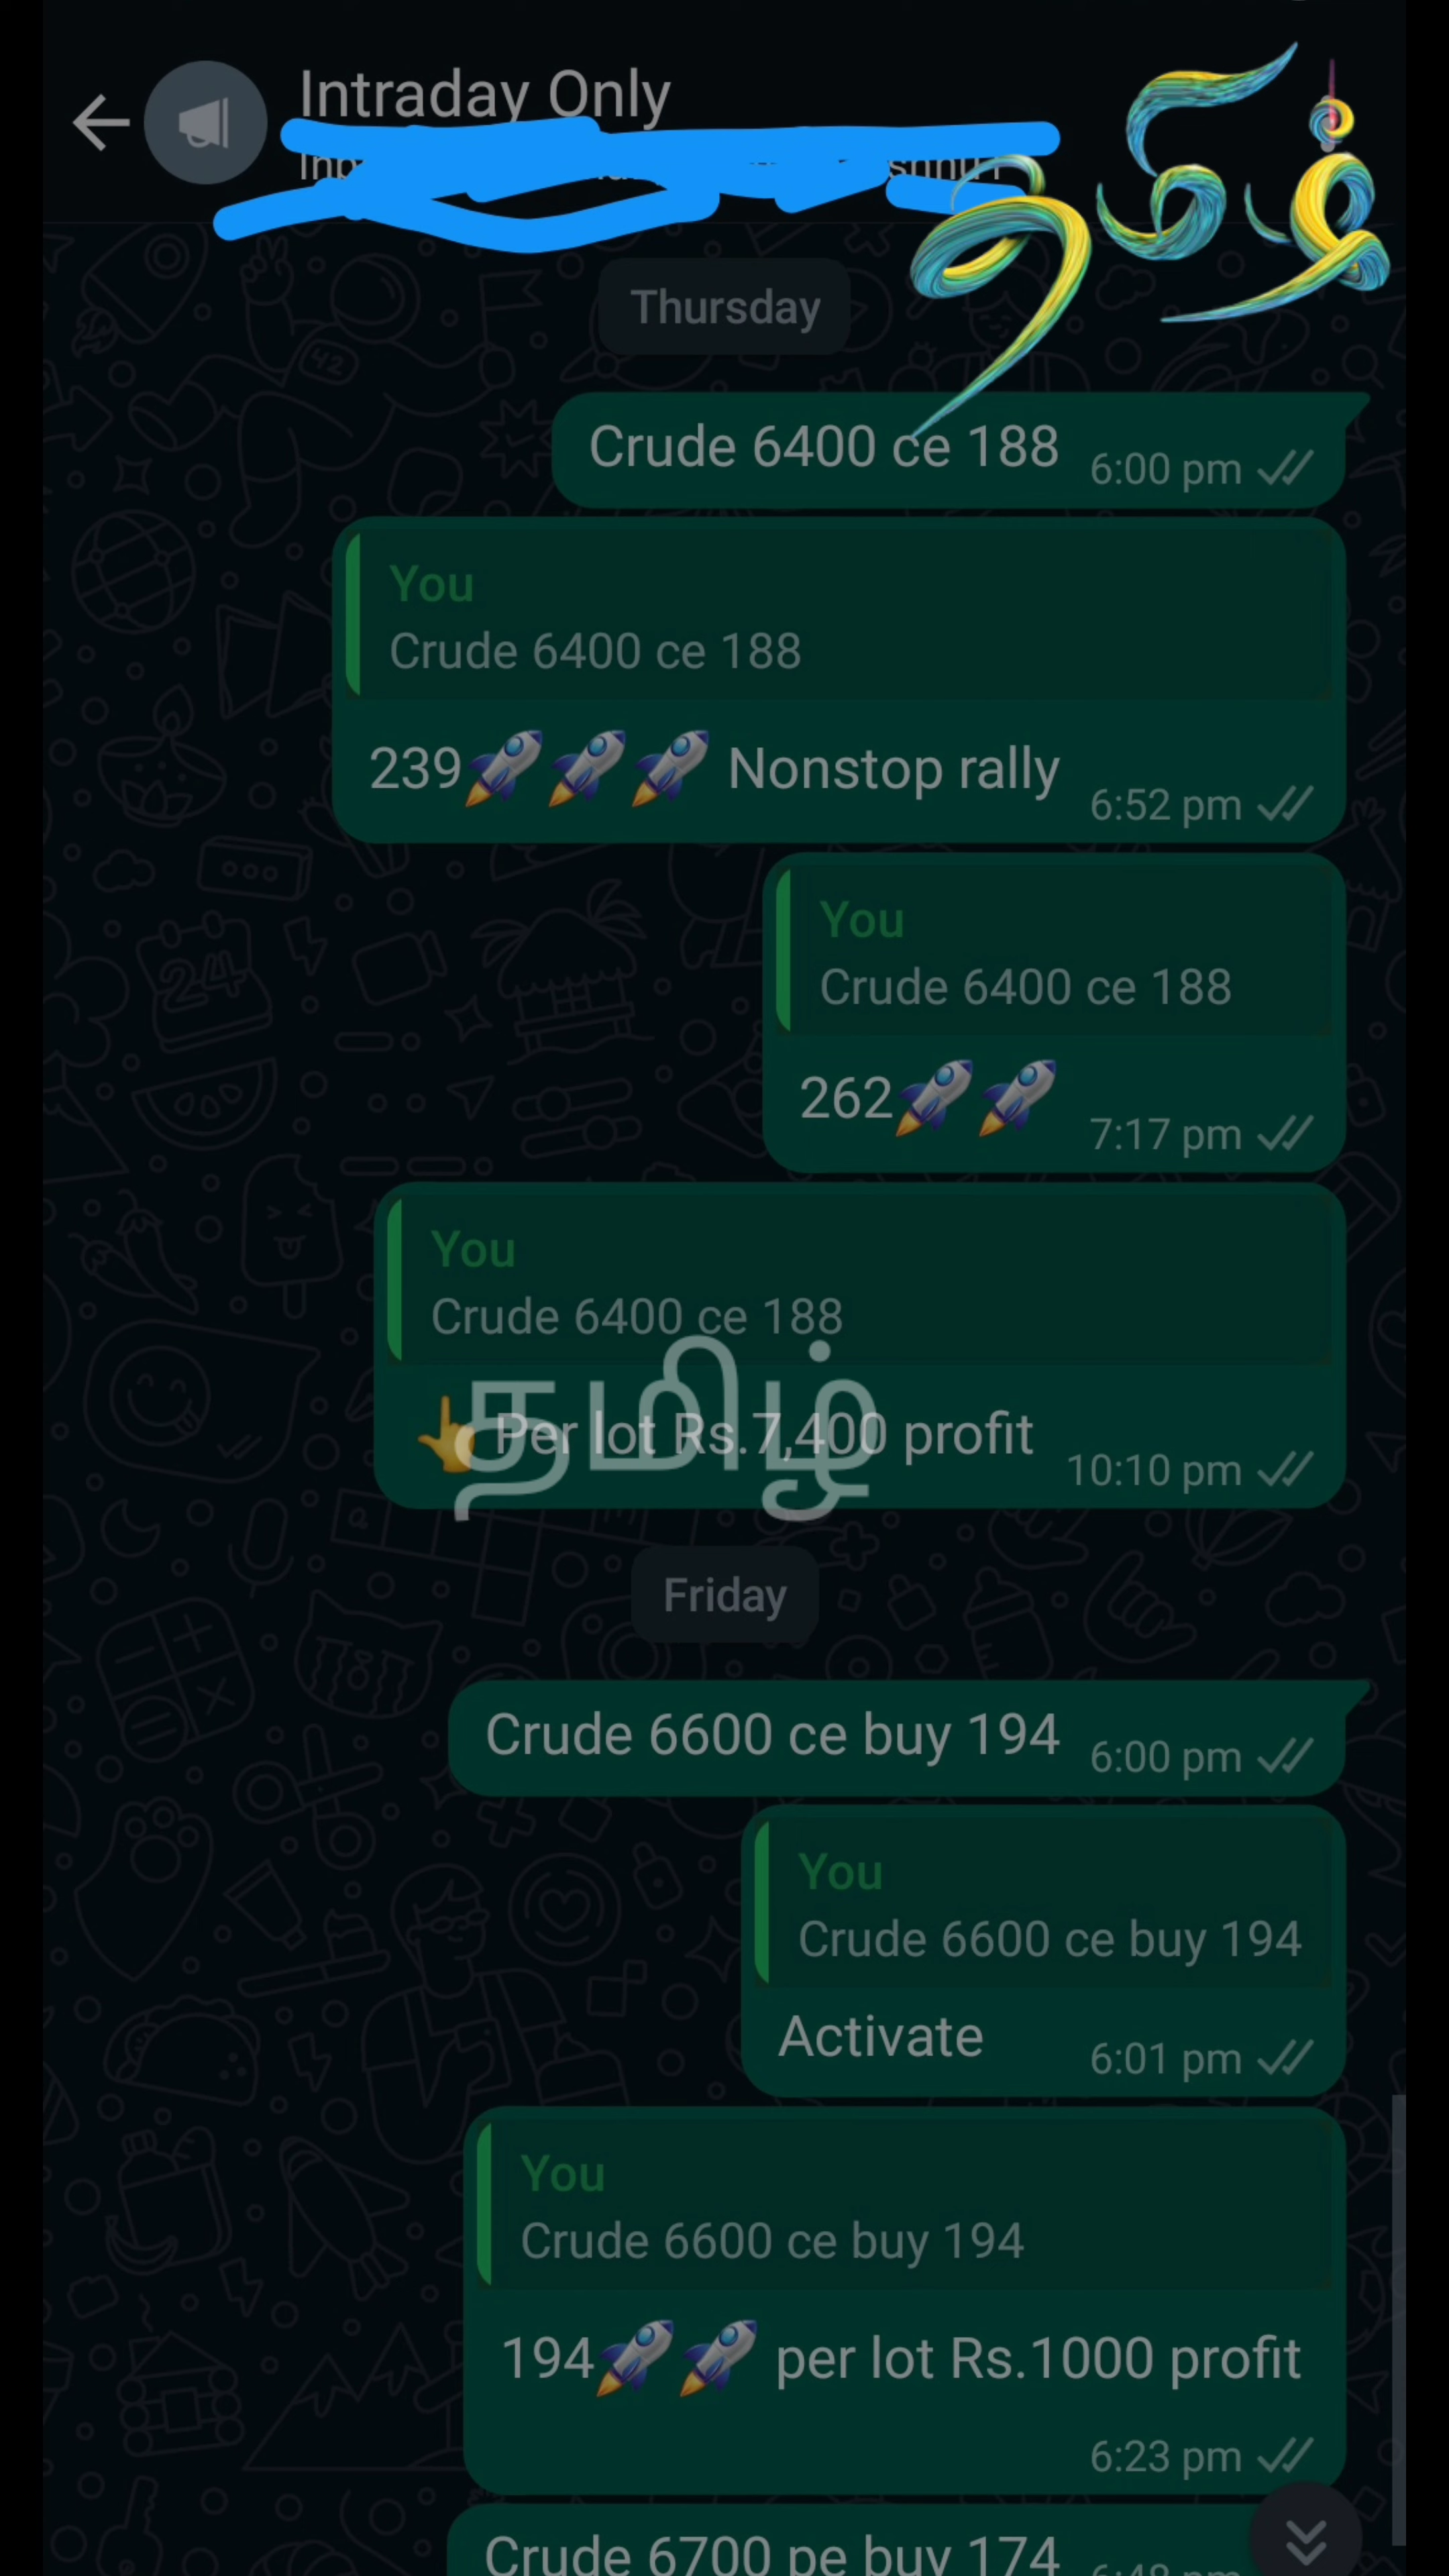 Intraday Only
தமிழ்
Thursday
Crude 6400 ce 188 6:00 pm
You
Crude 6400 ce 188
239🚀🚀🚀 Nonstop rally 6:52 pm
You
Crude 6400 ce 188
262🚀🚀 7:17 pm
You
Crude 6400 ce 188
👆 Per lot Rs.7,400 profit 10:10 pm
தமிழ்
Friday
Crude 6600 ce buy 194 6:00 pm
You
Crude 6600 ce buy 194
Activate 6:01 pm
You
Crude 6600 ce buy 194
194🚀🚀 per lot Rs.1000 profit
6:23 pm
Crude 6700 pe buy 174 6:48 pm